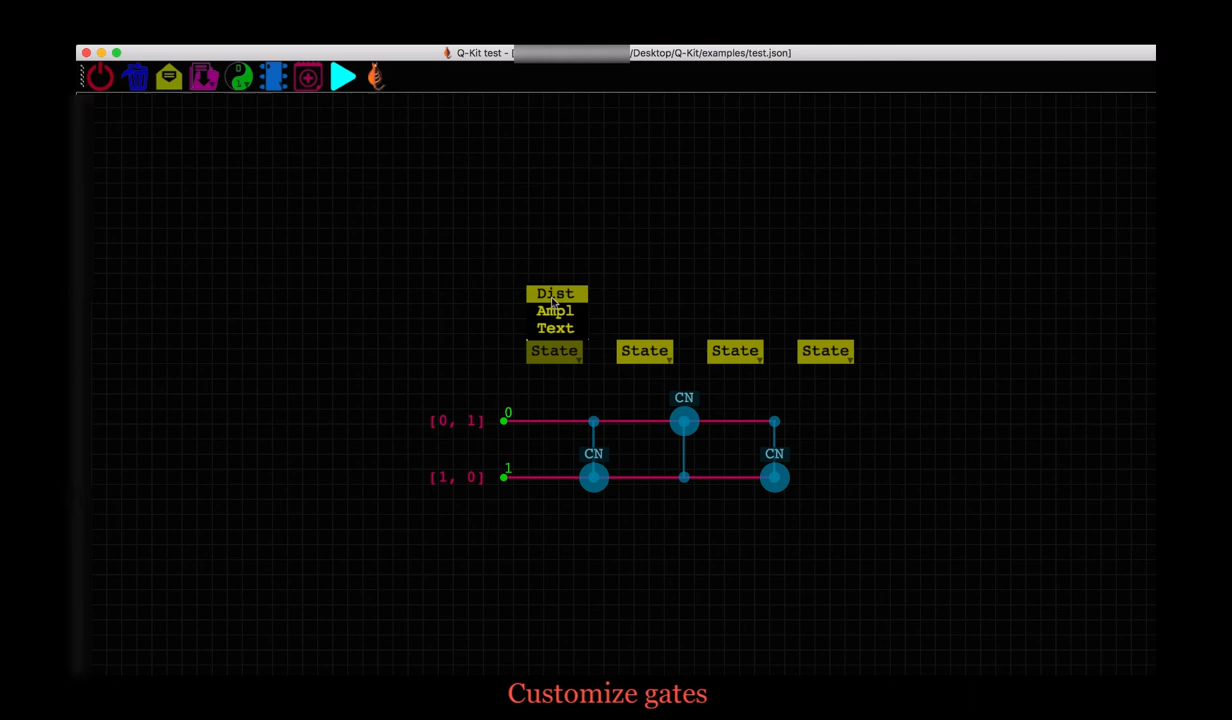 Q-Kit test - [ /Desktop/Q-Kit/examples/test.json]
Dist
Ampl
Text
State State State State
CN
[0, 1] 0
CN CN
[1, 0] 1
Customize gates